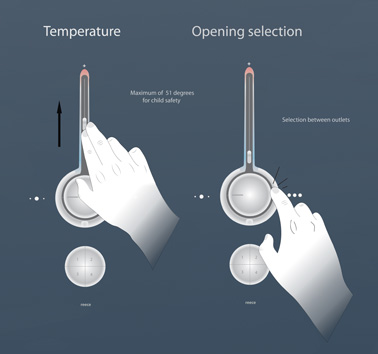 Temperature
Opening selection
Maximum of 51 degrees
for child safety
Selection between outlets